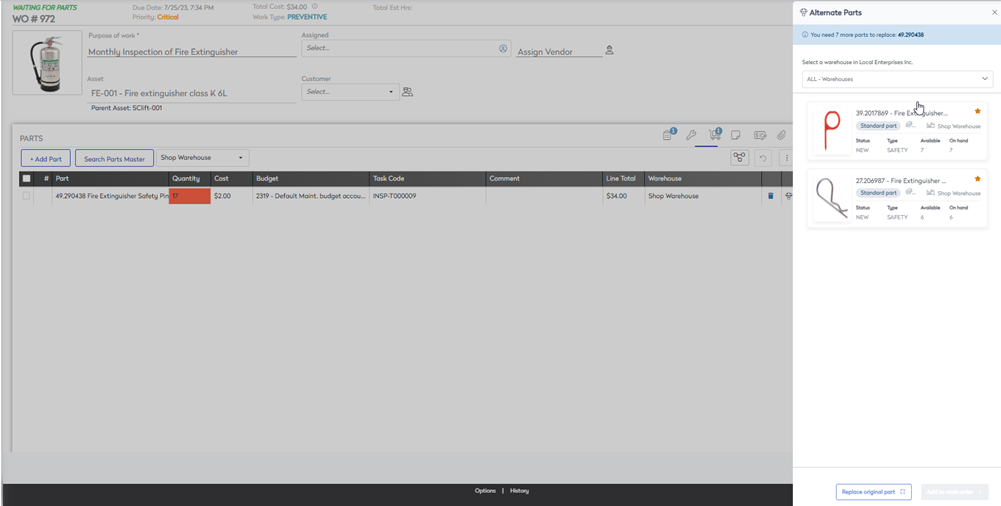 WAITING FOR PARTS
WO # 972
Due Date: 7/25/23, 7:34 PM
Priority: Critical
Total Cost: $34.00
Work Type: PREVENTIVE
Total Est Hrs:
Purpose of work *
Monthly Inspection of Fire Extinguisher
Assigned
Select...
Assign Vendor
Asset
FE-001 - Fire extinguisher class K 6L
Parent Asset: SClift-001
Customer
Select...
PARTS
1
1
+ Add Part
Search Parts Master
Shop Warehouse
# Part Quantity Cost Budget Task Code Comment Line Total Warehouse
49.290438 Fire Extinguisher Safety Pin 17 $2.00 2319 - Default Maint. budget accou... INSP-T000009 $34.00 Shop Warehouse
Options | History
Alternate Parts
You need 7 more parts to replace: 49.290438
Select a warehouse in Local Enterprises Inc.
ALL - Warehouses
39.2017869 - Fire Extinguisher...
Standard part Shop Warehouse
Status Type Available On hand
NEW SAFETY 7 7
27.206987 - Fire Extinguisher ...
Standard part Shop Warehouse
Status Type Available On hand
NEW SAFETY 6 6
Replace original part
Add to work order